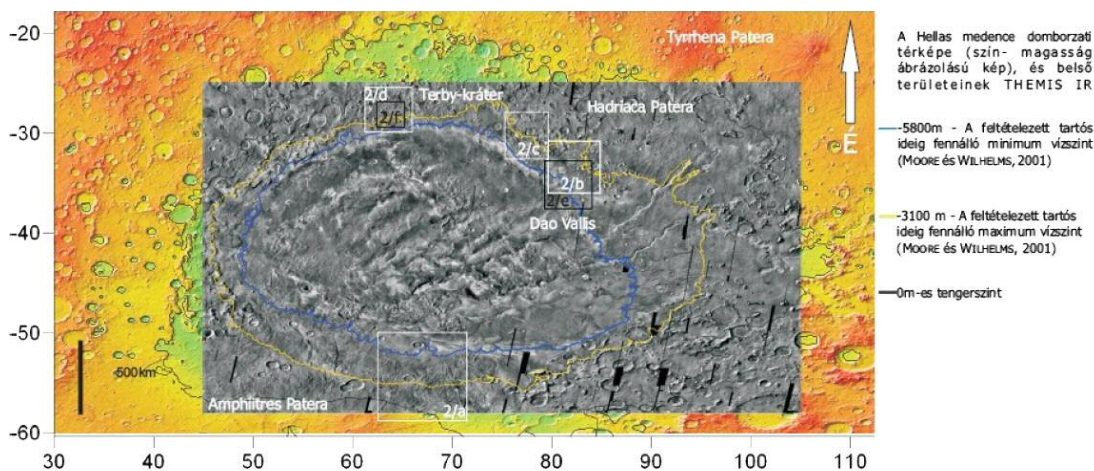 -20
-30
-40
-50
-60
30 40 50 60 70 80 90 100 110
Tyrrhena Patera
2/d Terby-kráter
2/f
Hadriaca Patera
2/c
2/b
2/e
Dao Vallis
É
500km
Amphiitres Patera
2/a
A Hellas medence domborzati
térképe (szín- magasság
ábrázolású kép), és belső
területeinek THEMIS IR
-5800m - A feltételezett tartós
ideig fennálló minimum vízszint
(MOORE és WILHELMS, 2001)
-3100 m - A feltételezett tartós
ideig fennálló maximum vízszint
(MOORE és WILHELMS, 2001)
0m-es tengerszint